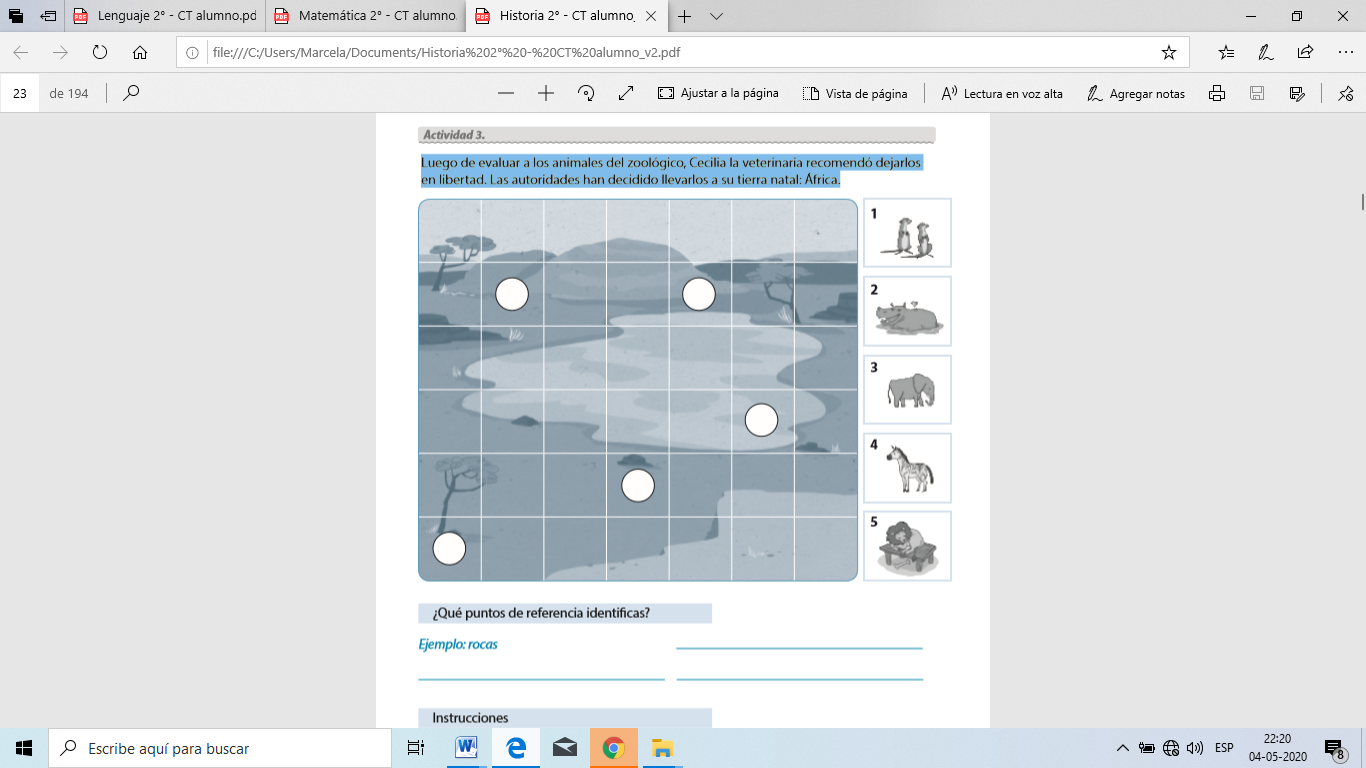 Lenguaje 2° - CT alumno.pd
Matemática 2° - CT alumno.
Historia 2° - CT alumno_
file:///C:/Users/Marcela/Documents/Historia%202°%20-%20CT%20alumno_v2.pdf
23
de 194
Ajustar a la página
Vista de página
Lectura en voz alta
Agregar notas
Actividad 3.
Luego de evaluar a los animales del zoológico, Cecilia la veterinaria recomendó dejarlos
en libertad. Las autoridades han decidido llevarlos a su tierra natal: África.
1
2
3
4
5
¿Qué puntos de referencia identificas?
Ejemplo: rocas
Instrucciones
Escribe aquí para buscar
ESP
22:20
04-05-2020
8